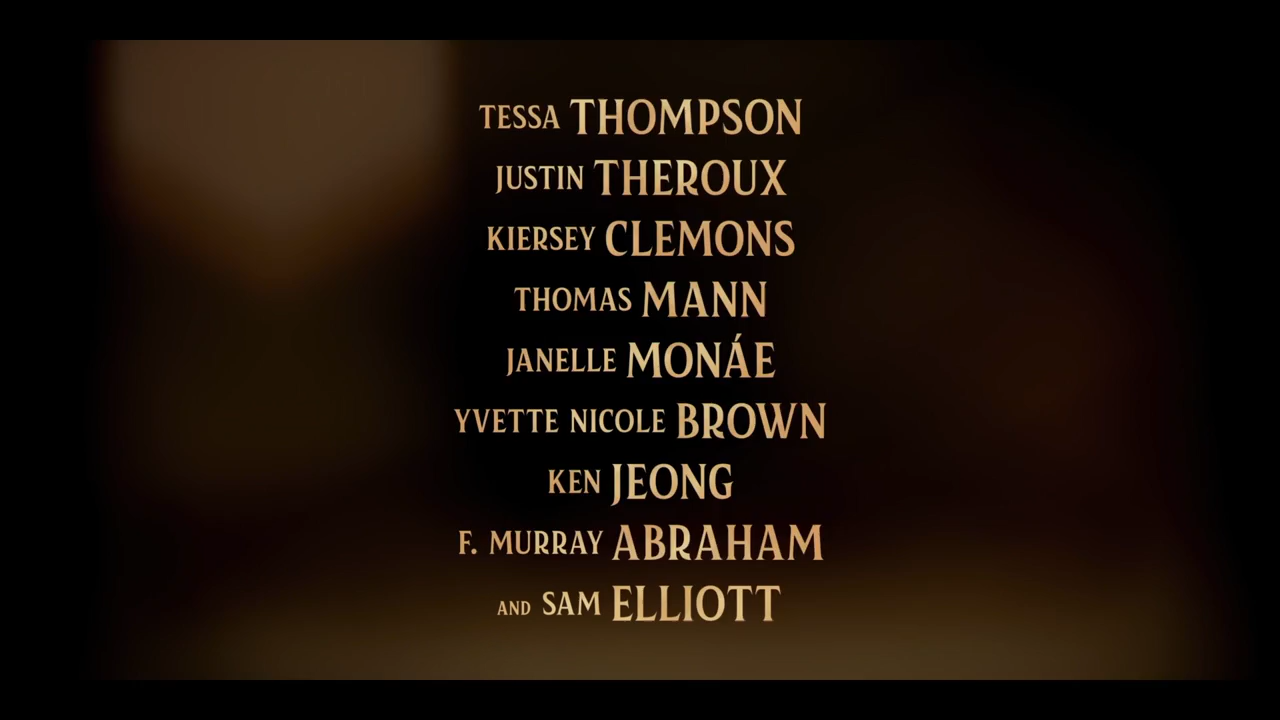 TESSA THOMPSON
JUSTIN THEROUX
KIERSEY CLEMONS
THOMAS MANN
JANELLE MONÁE
YVETTE NICOLE BROWN
KEN JEONG
F. MURRAY ABRAHAM
AND SAM ELLIOTT